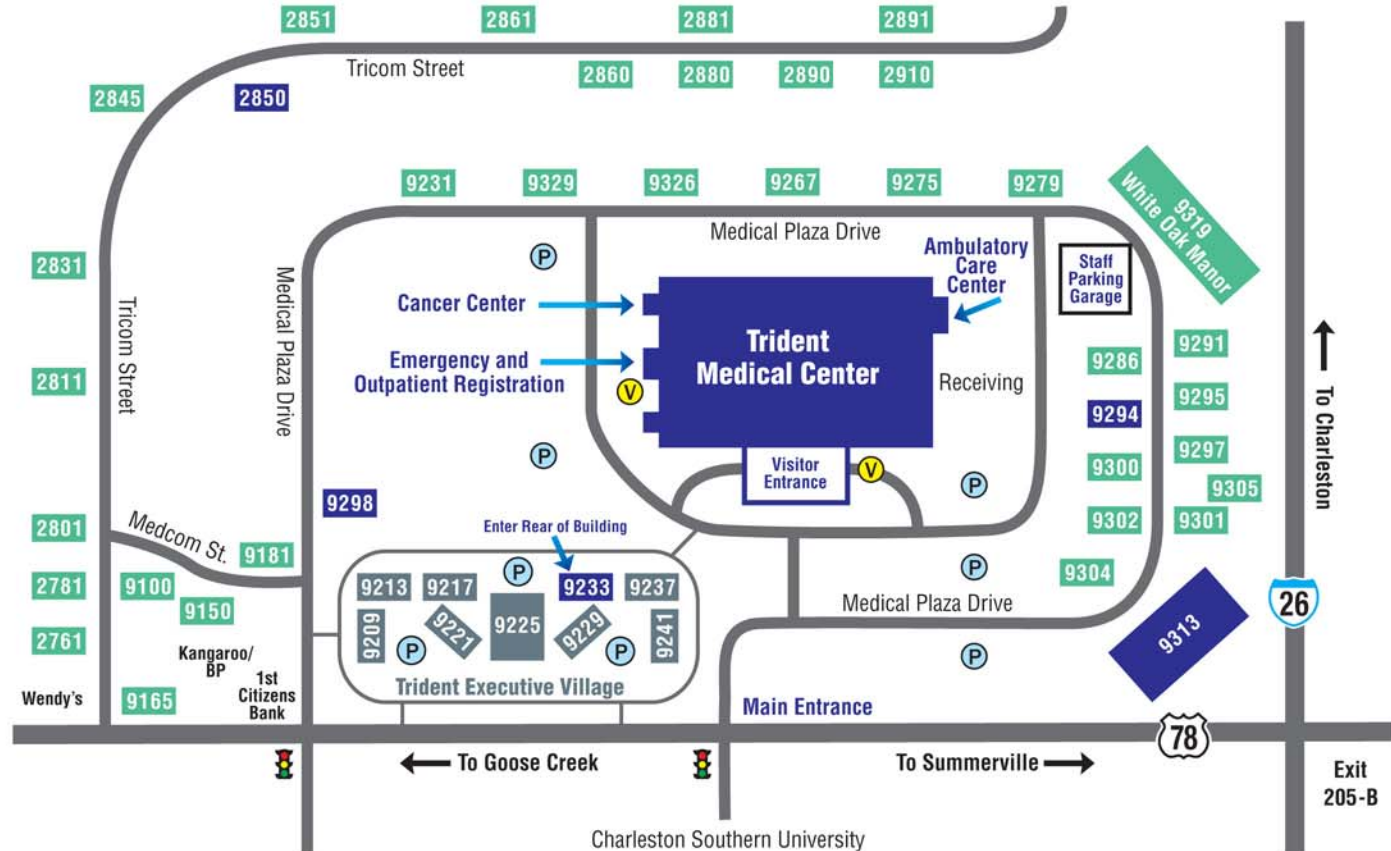 2851
2861
2881
2891
Tricom Street
2860
2880
2890
2910
2845
2850
9231
9329
9326
9267
9275
9279
9319
White Oak Manor
Medical Plaza Drive
Ambulatory
Care
Center
Staff
Parking
Garage
2831
P
Cancer Center
Emergency and
Outpatient Registration
Trident
Medical Center
Receiving
Tricom Street
Medical Plaza Drive
2811
V
9286
9291
9294
9295
To Charleston
P
Visitor
Entrance
V
P
9300
9297
9305
9302
9301
9298
Enter Rear of Building
2801
Medcom St.
9181
2781
9100
9150
2761
9213
9217
P
9233
9237
9209
9221
9225
9229
9241
P
P
Trident Executive Village
P
9304
Medical Plaza Drive
P
9313
26
Kangaroo/
BP
1st
Citizens
Bank
Wendy's
9165
Main Entrance
78
To Goose Creek
To Summerville
Exit
205-B
Charleston Southern University